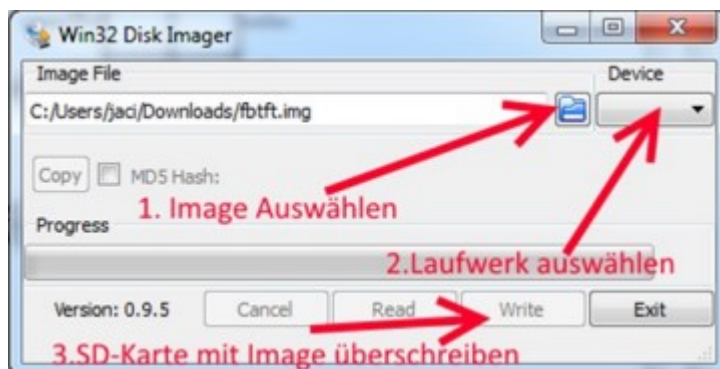 Win32 Disk Imager
Image File
Device
C:/Users/jaci/Downloads/fbtft.img
Copy
MD5 Hash:
1. Image Auswählen
Progress
2.Laufwerk auswählen
Version: 0.9.5
Cancel
Read
Write
Exit
3.SD-Karte mit Image überschreiben